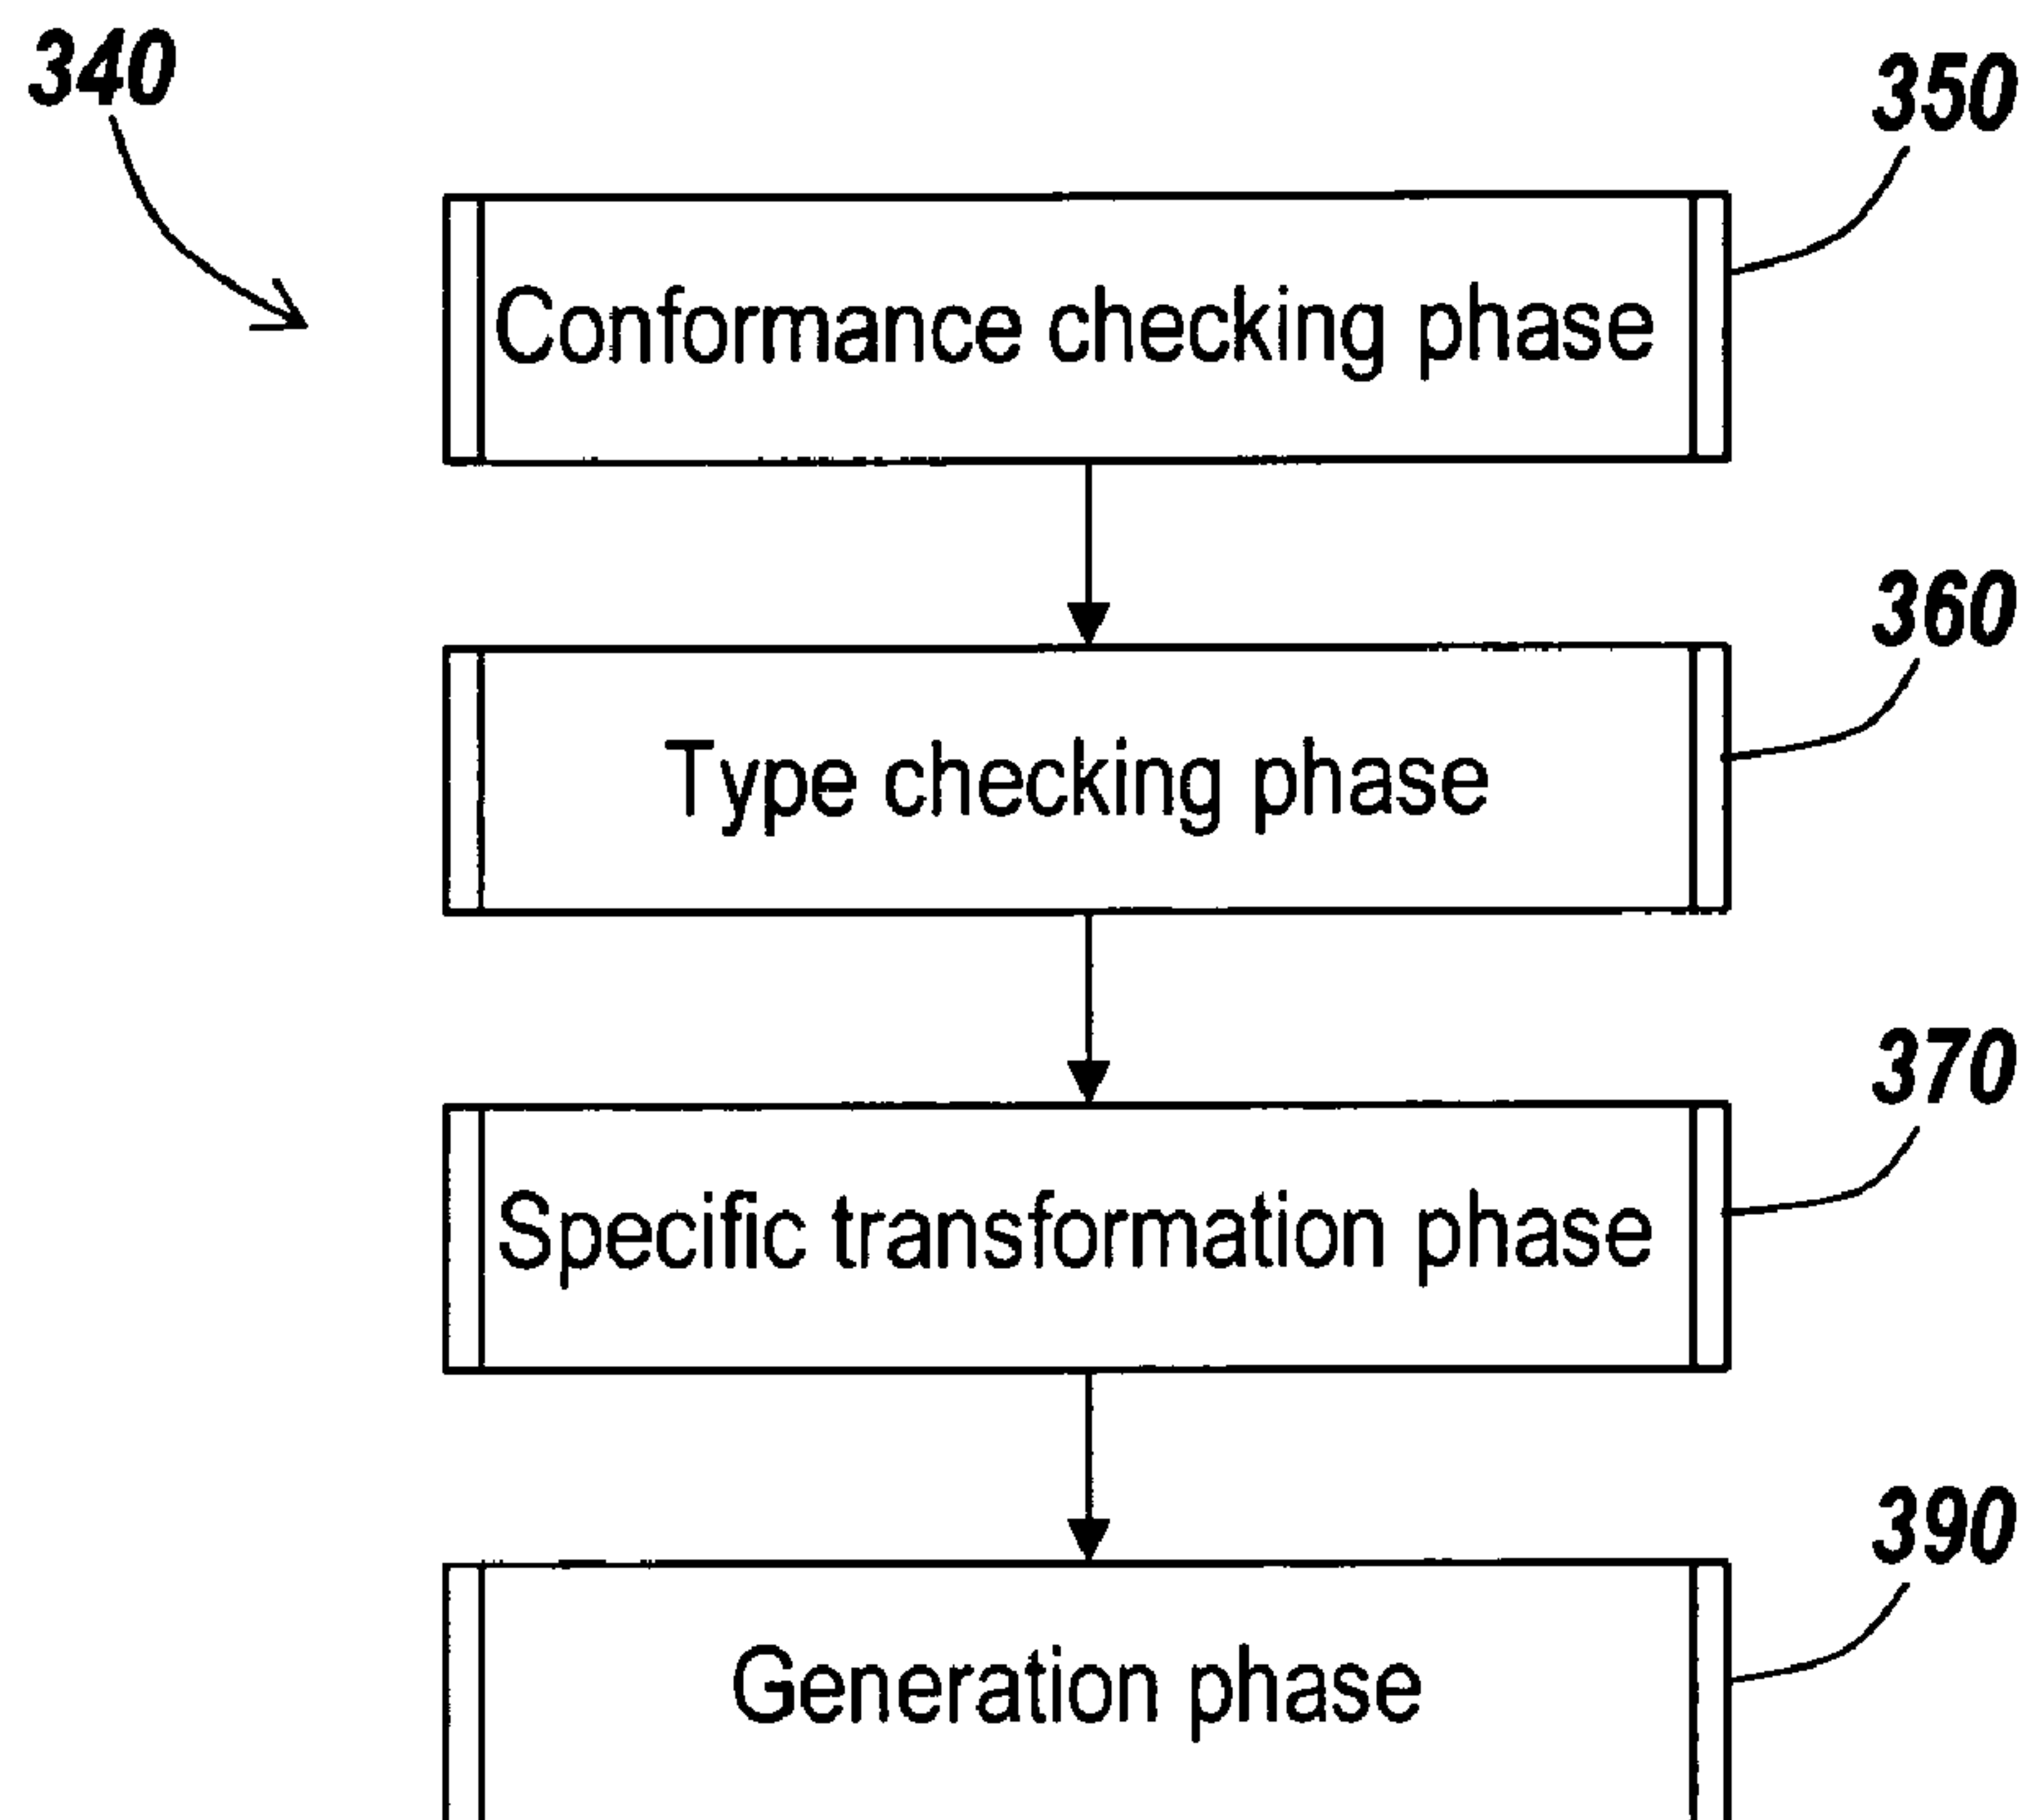 340
350
Conformance checking phase
360
Type checking phase
370
Specific transformation phase
390
Generation phase